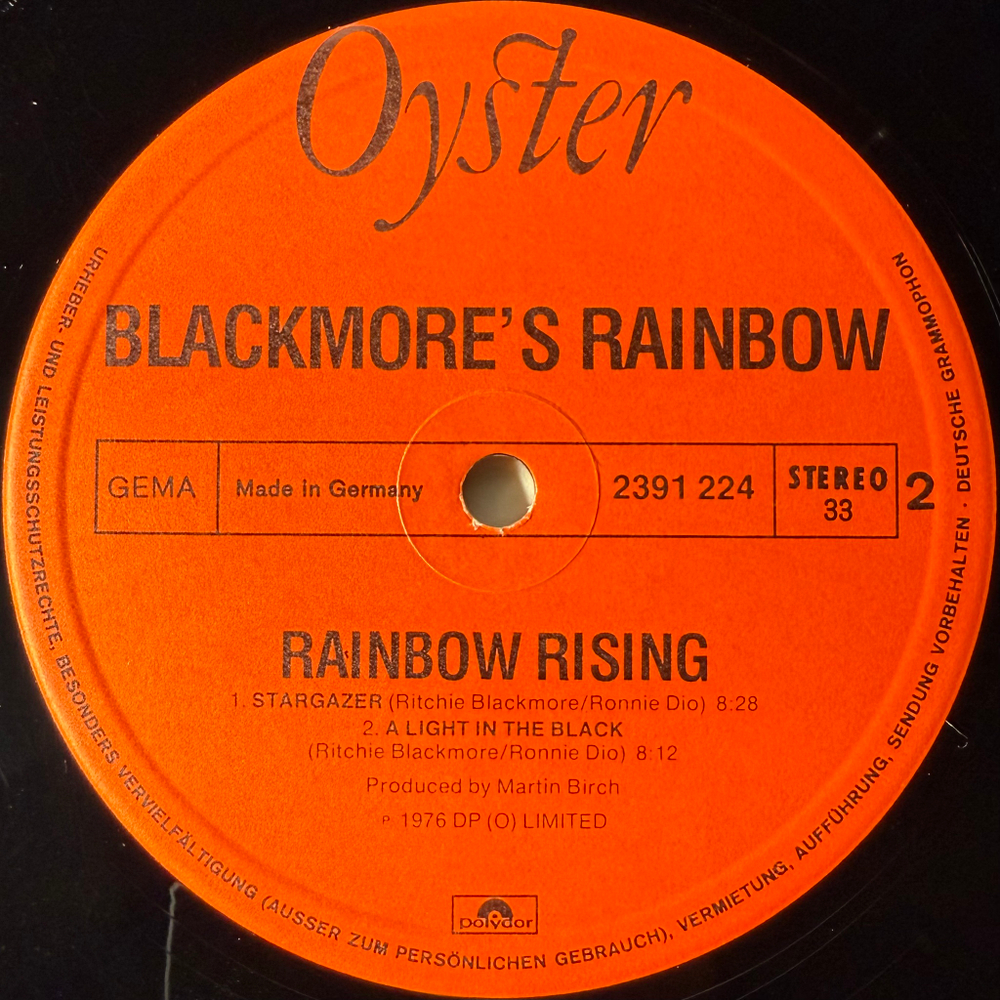 Oyster
BLACKMORE'S RAINBOW
GEMA
Made in Germany
2391 224
STEREO
33
2
RAINBOW RISING
1. STARGAZER (Ritchie Blackmore/Ronnie Dio) 8:28
2. A LIGHT IN THE BLACK
(Ritchie Blackmore/Ronnie Dio) 8:12
Produced by Martin Birch
℗ 1976 DP (O) LIMITED
polydor
URHEBER- UND LEISTUNGSSCHUTZRECHTE, BESONDERS VERVIELFÄLTIGUNG (AUSSER ZUM PERSÖNLICHEN GEBRAUCH), VERMIETUNG, AUFFÜHRUNG, SENDUNG VORBEHALTEN · DEUTSCHE GRAMMOPHON